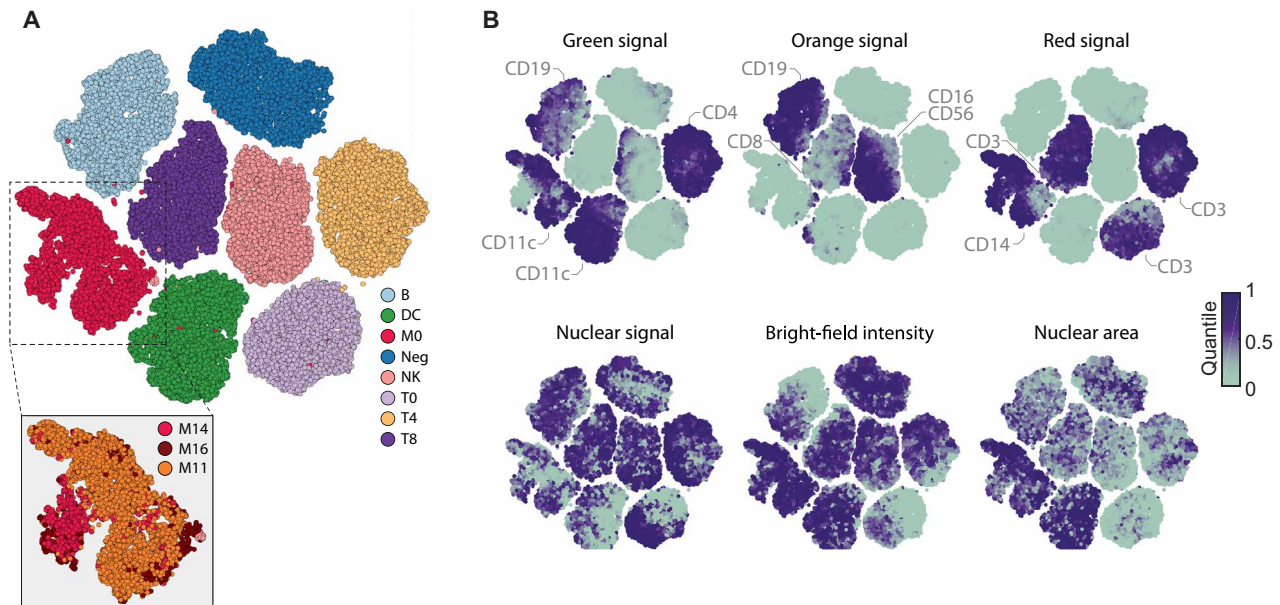 A
B
DC
M0
Neg
NK
T0
T4
T8
M14
M16
M11
B
Green signal
CD19
CD4
CD11c
CD11c
Orange signal
CD19
CD16
CD56
CD8
Red signal
CD3
CD14
CD3
CD3
Nuclear signal
Bright-field intensity
Nuclear area
Quantile
1
0.5
0